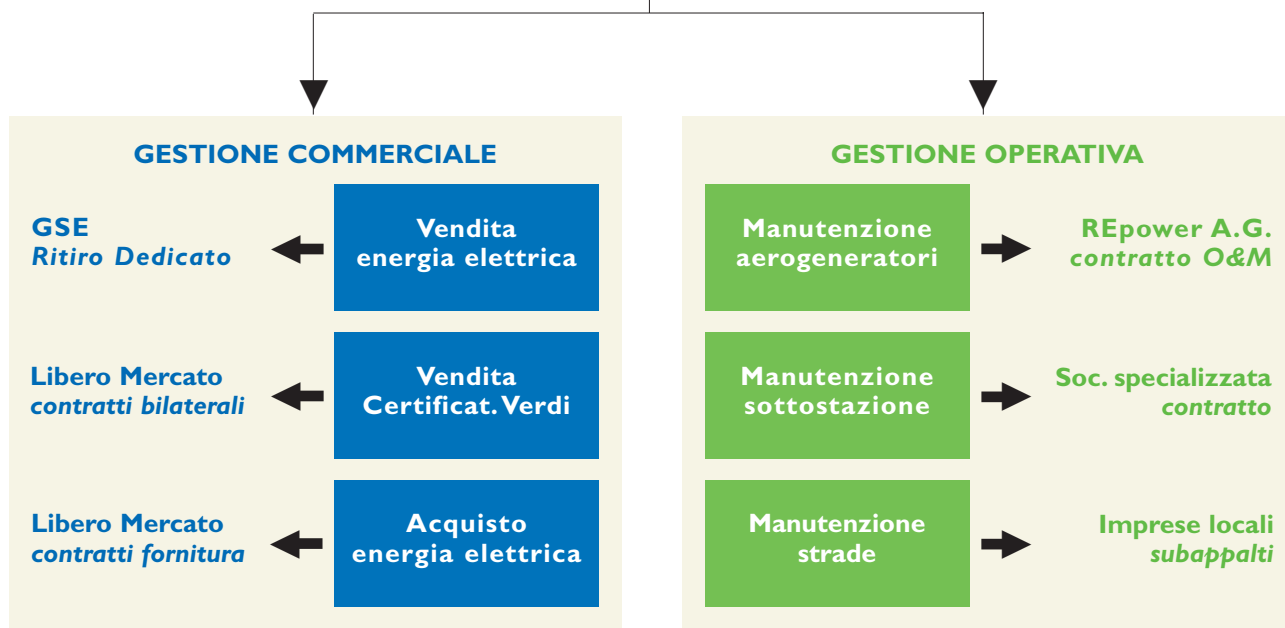 GESTIONE COMMERCIALE
GSE
Ritiro Dedicato
Vendita
energia elettrica
Libero Mercato
contratti bilaterali
Vendita
Certificat. Verdi
Libero Mercato
contratti fornitura
Acquisto
energia elettrica
GESTIONE OPERATIVA
Manutenzione
aerogeneratori
REpower A.G.
contratto O&M
Manutenzione
sottostazione
Soc. specializzata
contratto
Manutenzione
strade
Imprese locali
subappalti